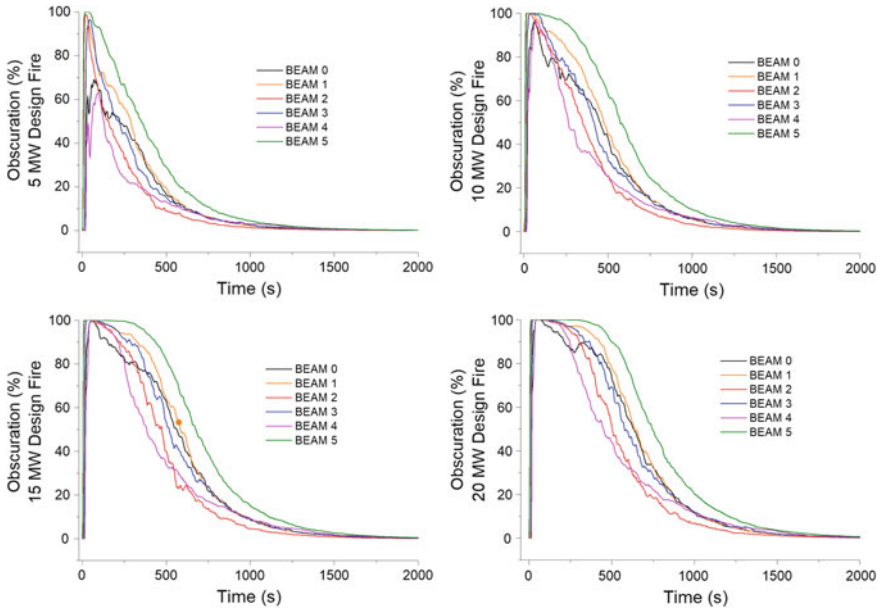 Obscuration (%)
5 MW Design Fire
100
80
60
40
20
0
BEAM 0
BEAM 1
BEAM 2
BEAM 3
BEAM 4
BEAM 5
0 500 1000 1500 2000
Time (s)
Obscuration (%)
10 MW Design Fire
100
80
60
40
20
0
BEAM 0
BEAM 1
BEAM 2
BEAM 3
BEAM 4
BEAM 5
0 500 1000 1500 2000
Time (s)
Obscuration (%)
15 MW Design Fire
100
80
60
40
20
0
BEAM 0
BEAM 1
BEAM 2
BEAM 3
BEAM 4
BEAM 5
0 500 1000 1500 2000
Time (s)
Obscuration (%)
20 MW Design Fire
100
80
60
40
20
0
BEAM 0
BEAM 1
BEAM 2
BEAM 3
BEAM 4
BEAM 5
0 500 1000 1500 2000
Time (s)